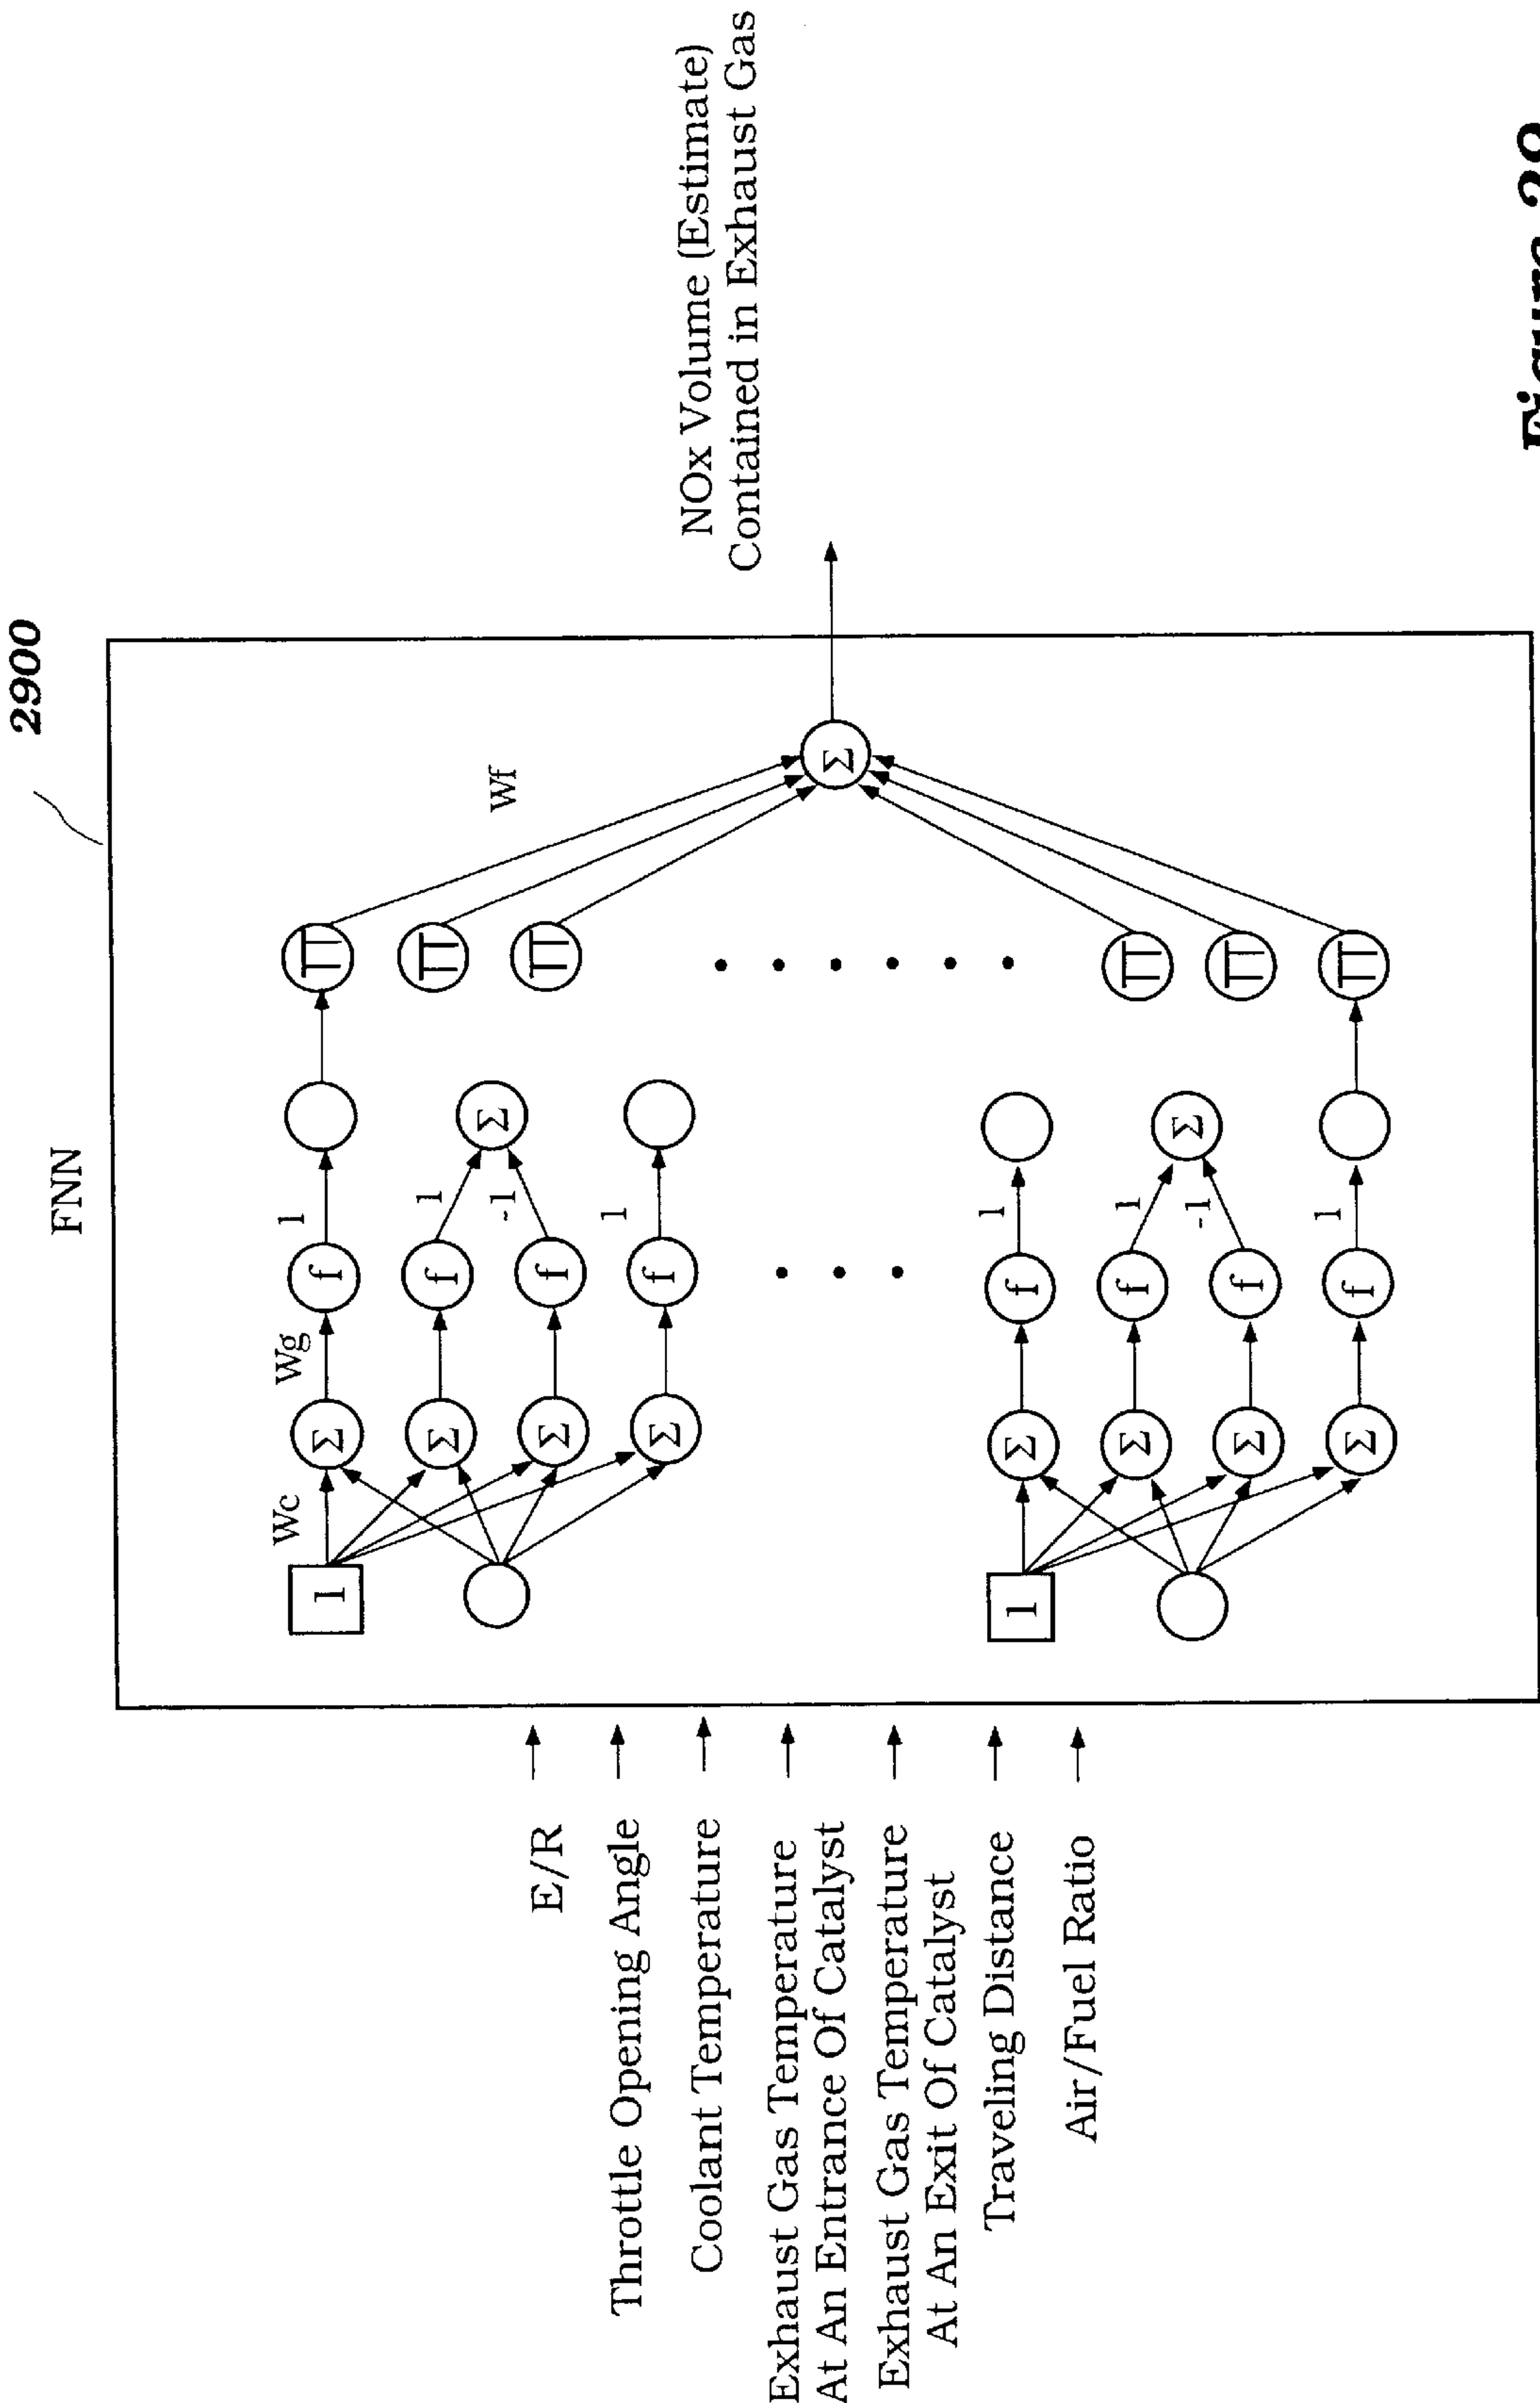 2900
FNN
E/R
Throttle Opening Angle
Coolant Temperature
Exhaust Gas Temperature
At An Entrance Of Catalyst
Exhaust Gas Temperature
At An Exit Of Catalyst
Traveling Distance
Air/Fuel Ratio
1
Wc
Σ
Wg
f
1
Π
Σ
f
1
Σ
Π
Σ
f
-1
Π
Σ
f
1
Wf
Σ
1
Σ
f
1
Π
Σ
f
1
Σ
Π
Σ
f
-1
Σ
f
1
Π
NOx Volume (Estimate)
Contained in Exhaust Gas